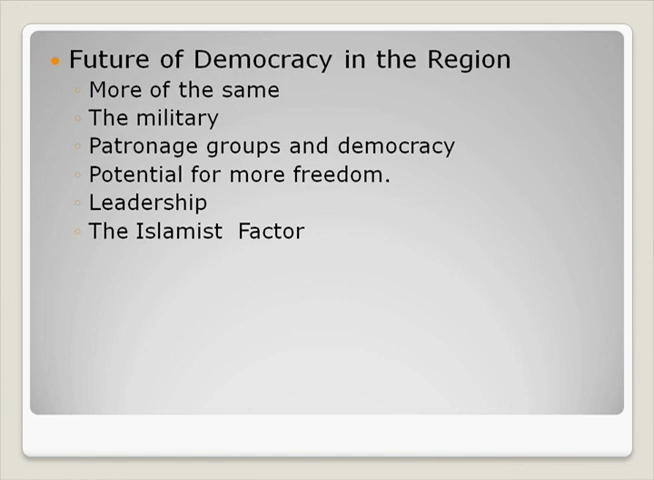 Future of Democracy in the Region
More of the same
The military
Patronage groups and democracy
Potential for more freedom.
Leadership
The Islamist  Factor